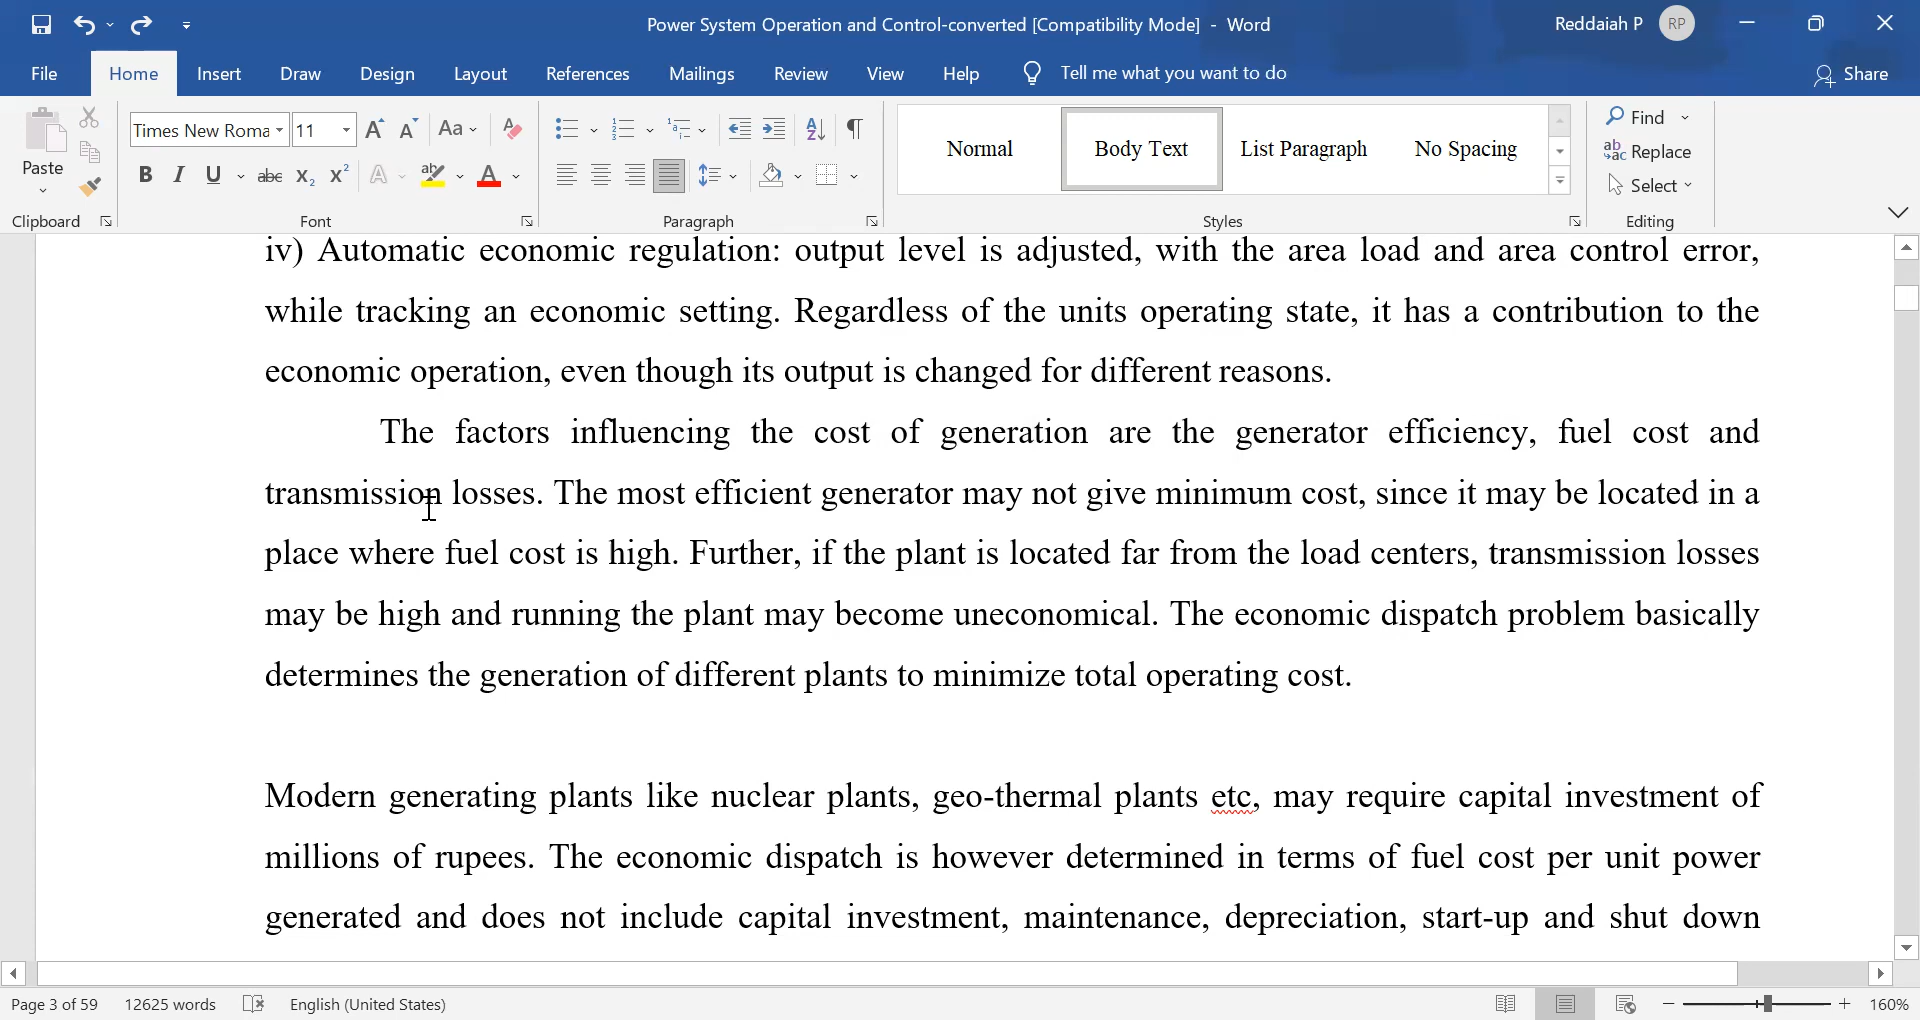 Power System Operation and Control-converted [Compatibility Mode] - Word
Reddaiah P RP
File Home Insert Draw Design Layout References Mailings Review View Help Tell me what you want to do Share
Paste
Times New Roma 11 Aa
B I U abc x₂ x² A ab A
Normal Body Text List Paragraph No Spacing
Find
Replace
Select
Clipboard Font Paragraph Styles Editing
iv) Automatic economic regulation: output level is adjusted, with the area load and area control error,
while tracking an economic setting. Regardless of the units operating state, it has a contribution to the
economic operation, even though its output is changed for different reasons.
The factors influencing the cost of generation are the generator efficiency, fuel cost and
transmission losses. The most efficient generator may not give minimum cost, since it may be located in a
place where fuel cost is high. Further, if the plant is located far from the load centers, transmission losses
may be high and running the plant may become uneconomical. The economic dispatch problem basically
determines the generation of different plants to minimize total operating cost.
Modern generating plants like nuclear plants, geo-thermal plants etc, may require capital investment of
millions of rupees. The economic dispatch is however determined in terms of fuel cost per unit power
generated and does not include capital investment, maintenance, depreciation, start-up and shut down
Page 3 of 59 12625 words English (United States) 160%